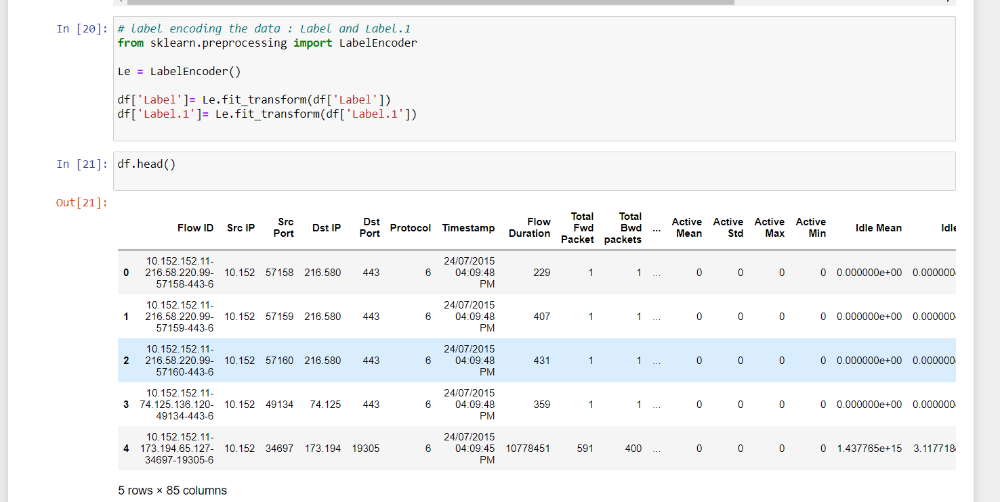 In [20]: # label encoding the data : Label and Label.1
from sklearn.preprocessing import LabelEncoder
Le = LabelEncoder()
df['Label']= Le.fit_transform(df['Label'])
df['Label.1']= Le.fit_transform(df['Label.1'])
In [21]: df.head()
Out[21]:
Flow ID Src IP Src Port Dst IP Dst Port Protocol Timestamp Flow Duration Total Fwd Packet Total Bwd packets ... Active Mean Active Std Active Max Active Min Idle Mean Idle
0 10.152.152.11-216.58.220.99-57158-443-6 10.152 57158 216.580 443 6 24/07/2015 04:09:48 PM 229 1 1 ... 0 0 0 0 0.000000e+00 0.000000
1 10.152.152.11-216.58.220.99-57159-443-6 10.152 57159 216.580 443 6 24/07/2015 04:09:48 PM 407 1 1 ... 0 0 0 0 0.000000e+00 0.000000
2 10.152.152.11-216.58.220.99-57160-443-6 10.152 57160 216.580 443 6 24/07/2015 04:09:48 PM 431 1 1 ... 0 0 0 0 0.000000e+00 0.000000
3 10.152.152.11-74.125.136.120-49134-443-6 10.152 49134 74.125 443 6 24/07/2015 04:09:48 PM 359 1 1 ... 0 0 0 0 0.000000e+00 0.000000
4 10.152.152.11-173.194.65.127-34697-19305-6 10.152 34697 173.194 19305 6 24/07/2015 04:09:45 PM 10778451 591 400 ... 0 0 0 0 1.437765e+15 3.117718
5 rows × 85 columns